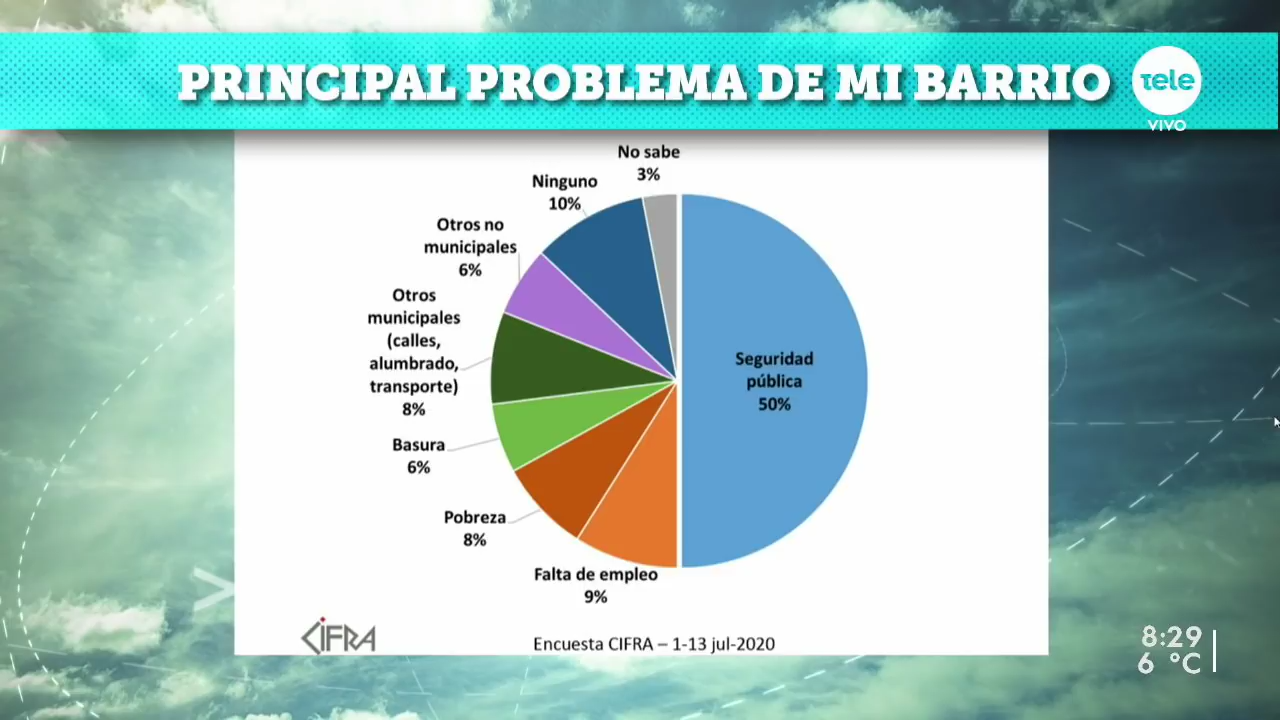 PRINCIPAL PROBLEMA DE MI BARRIO
tele
VIVO
No sabe
3%
Ninguno
10%
Otros no
municipales
6%
Otros
municipales
(calles,
alumbrado,
transporte)
8%
Seguridad
pública
50%
Basura
6%
Pobreza
8%
Falta de empleo
9%
CIFRA
Encuesta CIFRA – 1-13 jul-2020
8:29
6 °C